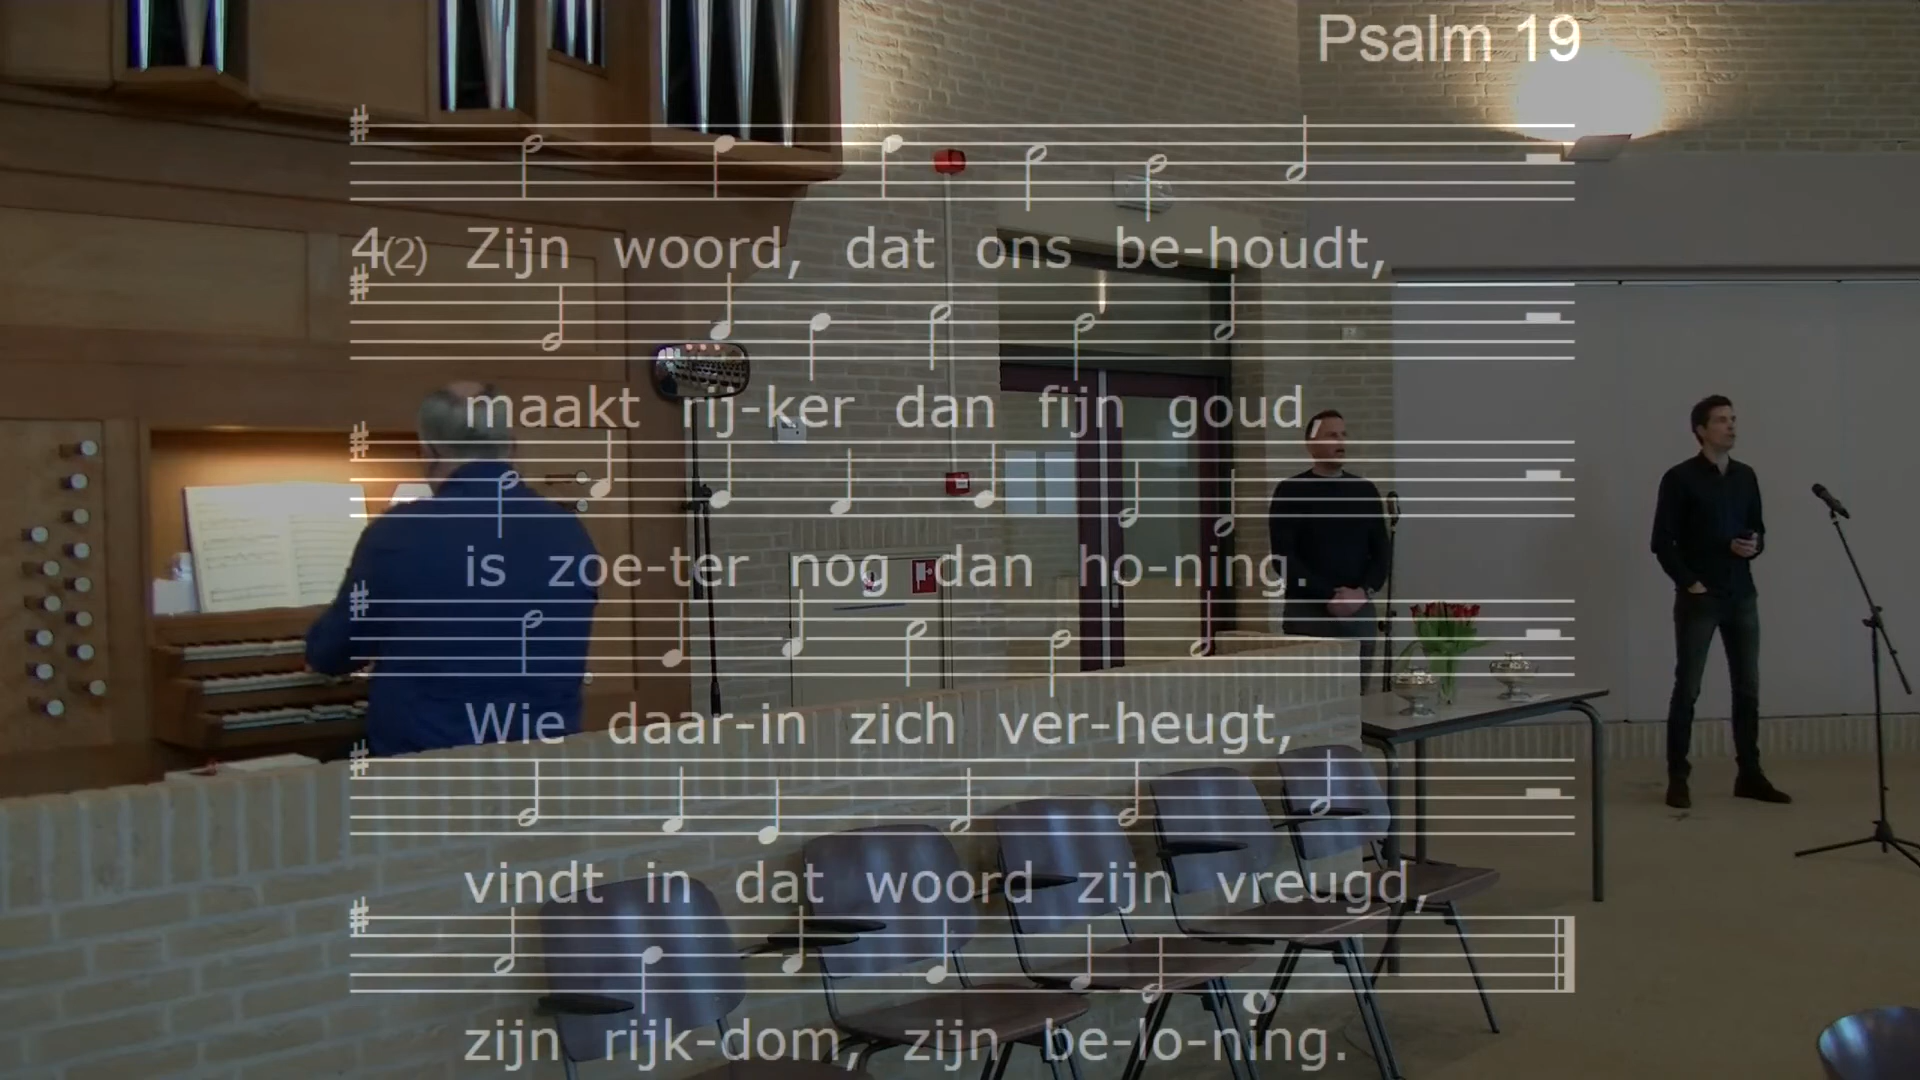 Psalm 19
4(2) Zijn woord, dat ons be-houdt,
maakt rij-ker dan fijn goud,
is zoe-ter nog dan ho-ning.
Wie daar-in zich ver-heugt,
vindt in dat woord zijn vreugd,
zijn rijk-dom, zijn be-lo-ning.